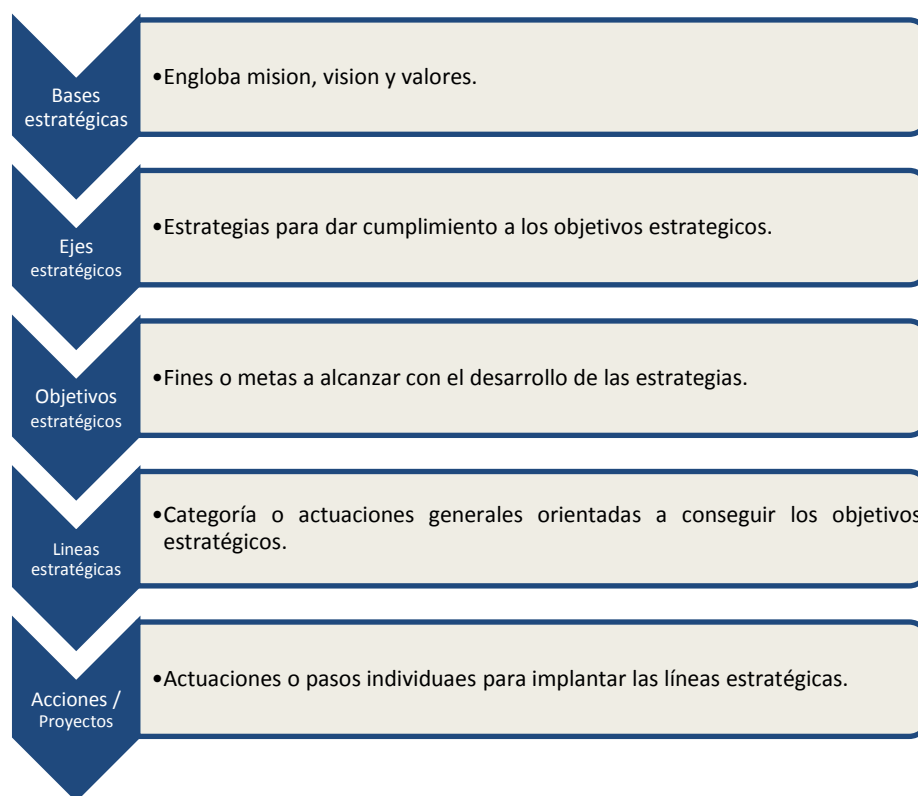 Bases
estratégicas
•Engloba mision, vision y valores.
Ejes
estratégicos
•Estrategias para dar cumplimiento a los objetivos estrategicos.
Objetivos
estratégicos
•Fines o metas a alcanzar con el desarrollo de las estrategias.
Lineas
estratégicas
•Categoría o actuaciones generales orientadas a conseguir los objetivos
estratégicos.
Acciones /
Proyectos
•Actuaciones o pasos individuaes para implantar las líneas estratégicas.